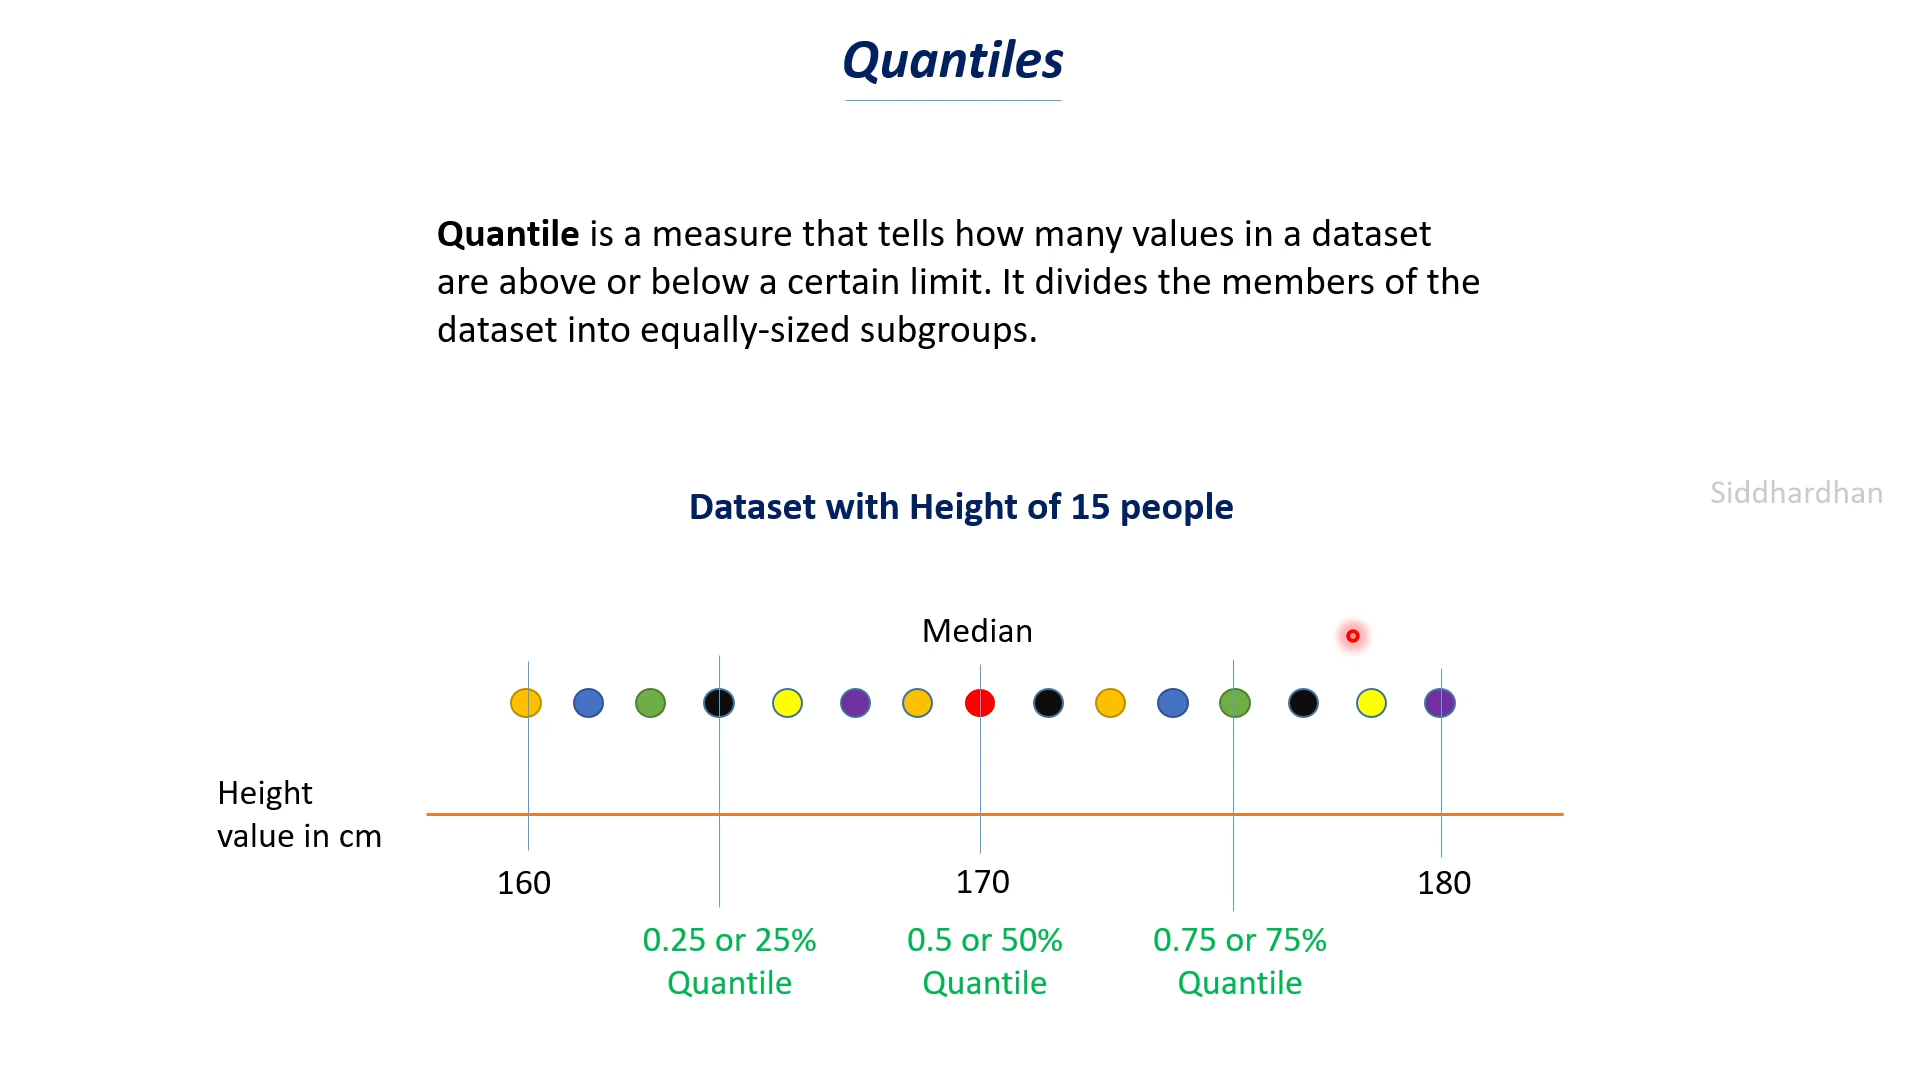 Quantiles
Quantile is a measure that tells how many values in a dataset
are above or below a certain limit. It divides the members of the
dataset into equally-sized subgroups.
Siddhardhan
Dataset with Height of 15 people
Median
Height
value in cm
160
170
180
0.25 or 25%
Quantile
0.5 or 50%
Quantile
0.75 or 75%
Quantile